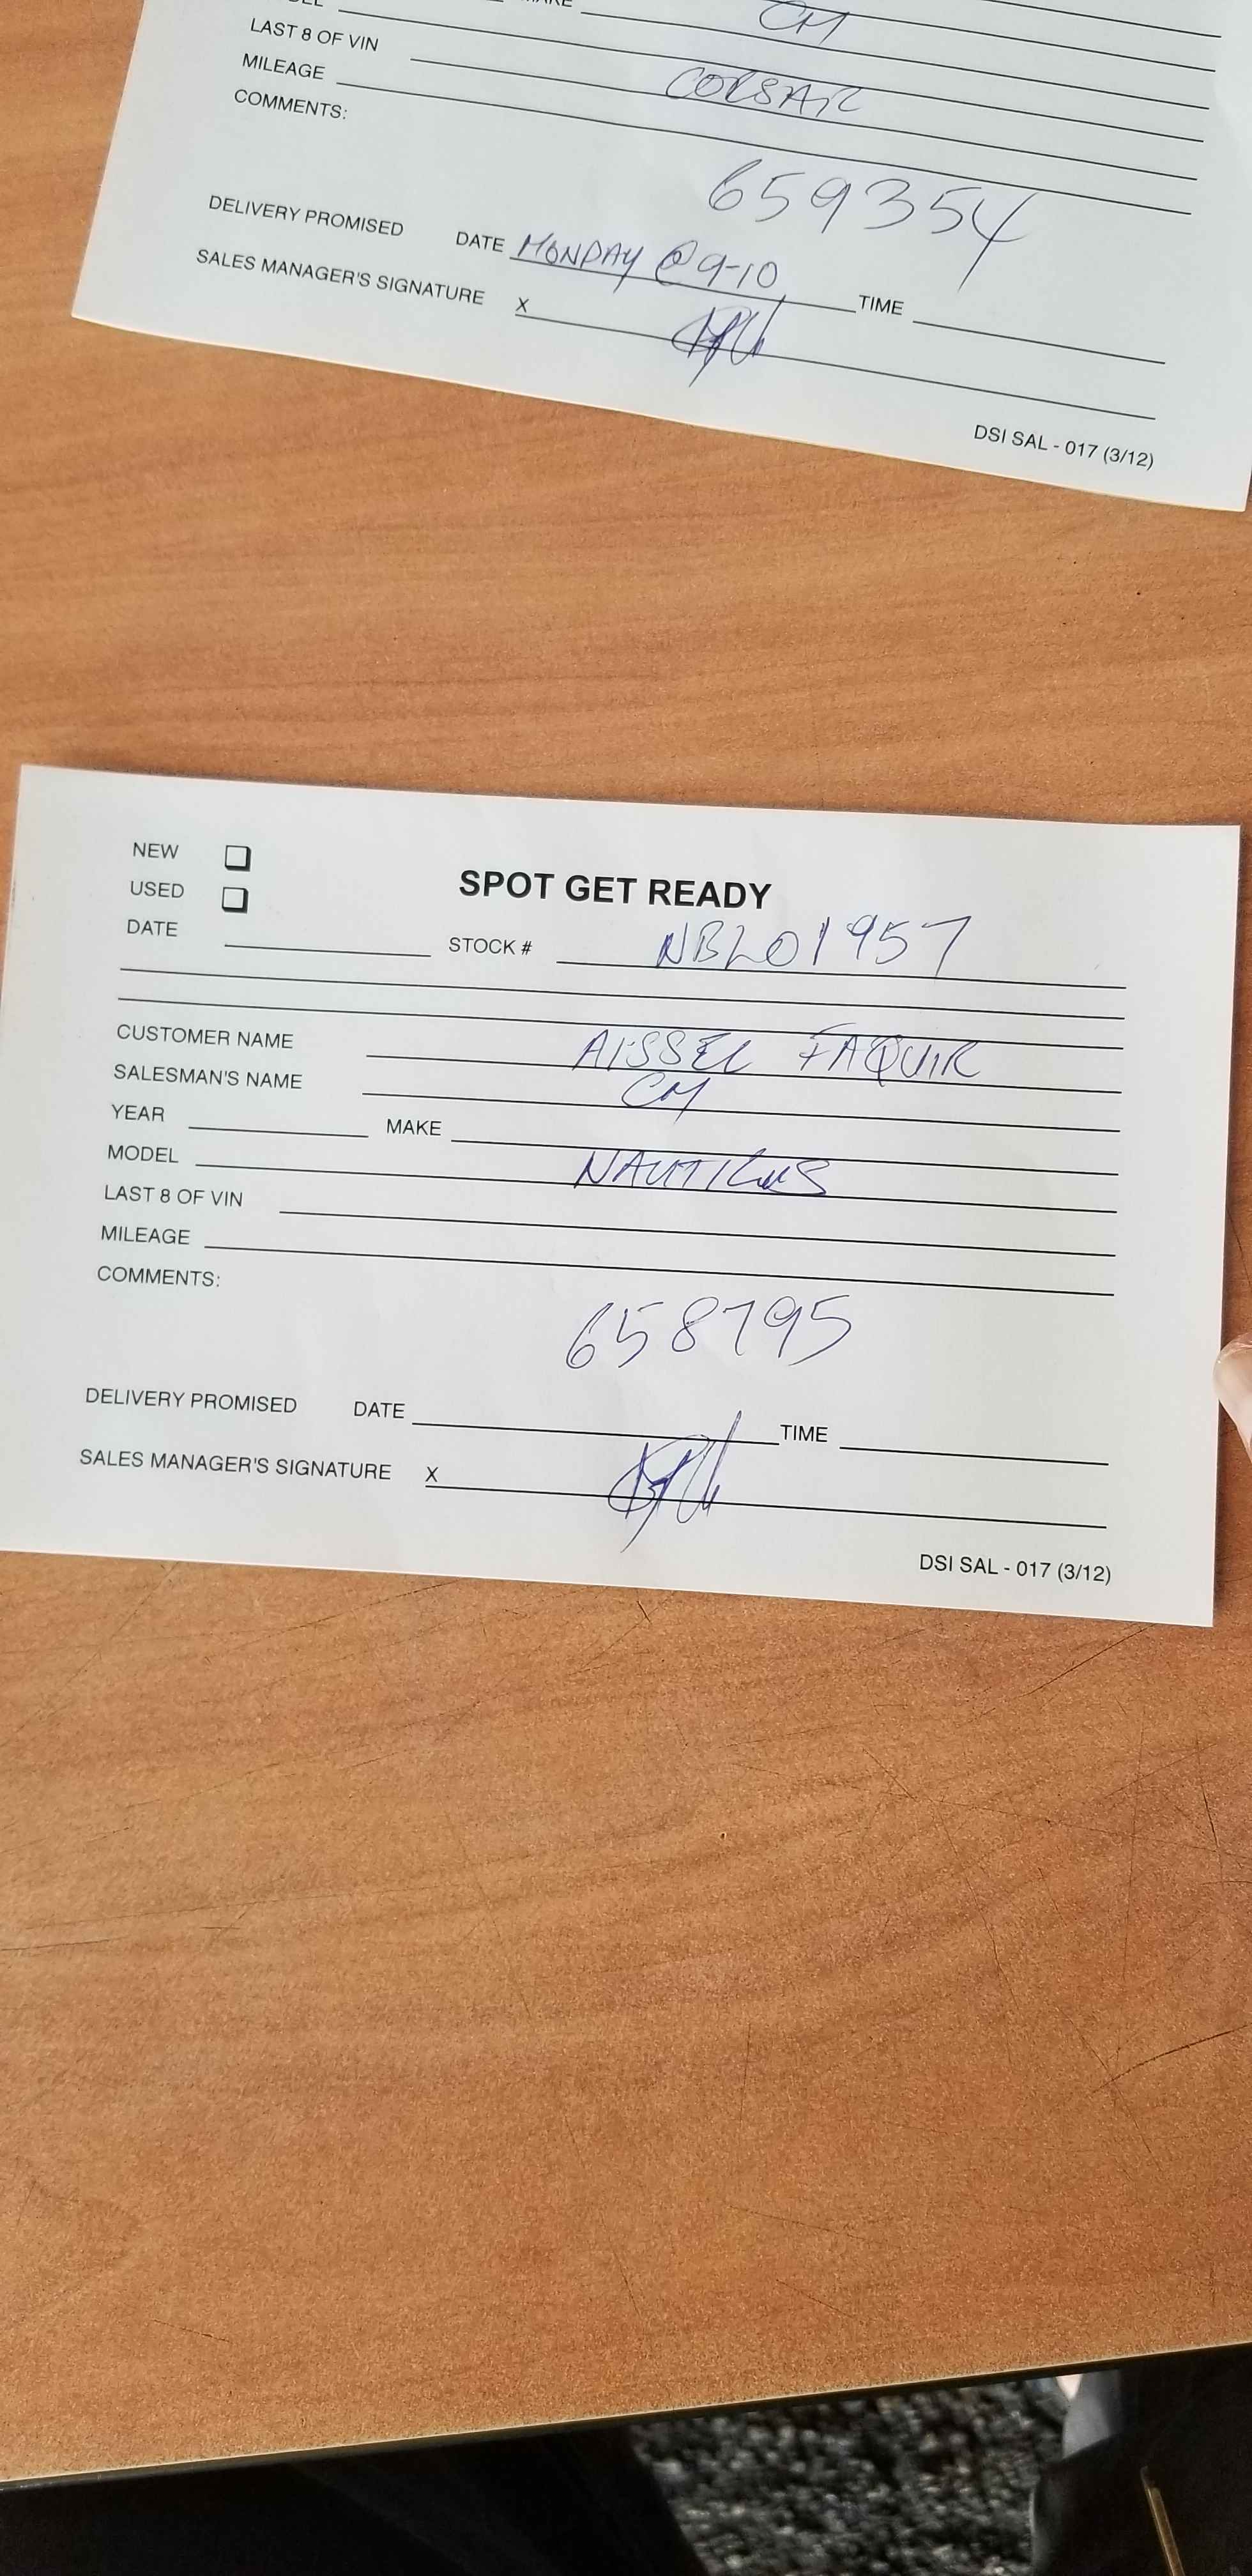 MAKE
CM
LAST 8 OF VIN
MILEAGE CORSAIR
COMMENTS:
659354
DELIVERY PROMISED DATE MONDAY @ 9-10 TIME
SALES MANAGER'S SIGNATURE X
DSI SAL - 017 (3/12)
NEW
USED SPOT GET READY
DATE STOCK # NBL01957
CUSTOMER NAME AISSEL FAQUIR
SALESMAN'S NAME CM
YEAR MAKE
MODEL NAUTILUS
LAST 8 OF VIN
MILEAGE
COMMENTS:
658795
DELIVERY PROMISED DATE TIME
SALES MANAGER'S SIGNATURE X
DSI SAL - 017 (3/12)